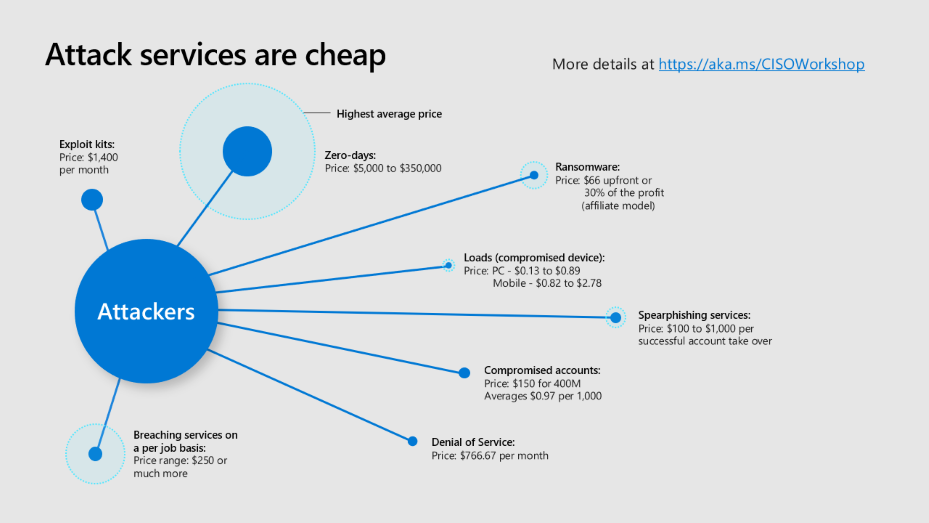 Attack services are cheap
More details at https://aka.ms/CISOWorkshop
Highest average price
Exploit kits:
Price: $1,400
per month
Zero-days:
Price: $5,000 to $350,000
Ransomware:
Price: $66 upfront or
30% of the profit
(affiliate model)
Loads (compromised device):
Price: PC - $0.13 to $0.89
Mobile - $0.82 to $2.78
Attackers
Spearphishing services:
Price: $100 to $1,000 per
successful account take over
Compromised accounts:
Price: $150 for 400M
Averages $0.97 per 1,000
Breaching services on
a per job basis:
Price range: $250 or
much more
Denial of Service:
Price: $766.67 per month